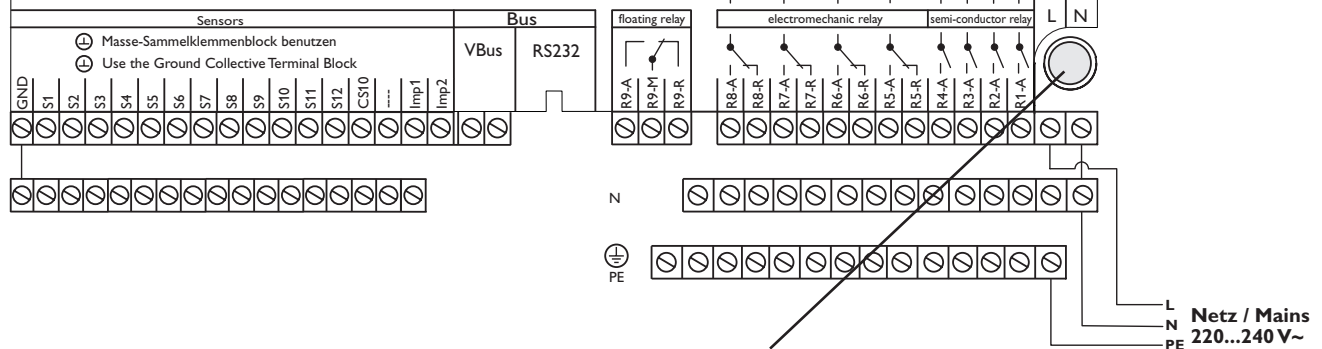 Sensors
Masse-Sammelklemmenblock benutzen
Use the Ground Collective Terminal Block
GND
S1
S2
S3
S4
S5
S6
S7
S8
S9
S10
S11
S12
CS10
----
Imp1
Imp2
Bus
VBus
RS232
floating relay
R9-A
R9-M
R9-R
electromechanic relay
R8-A
R8-R
R7-A
R7-R
R6-A
R6-R
R5-A
R5-R
semi-conductor relay
R4-A
R3-A
R2-A
R1-A
L N
N
PE
L
N
PE
Netz / Mains
220...240 V~